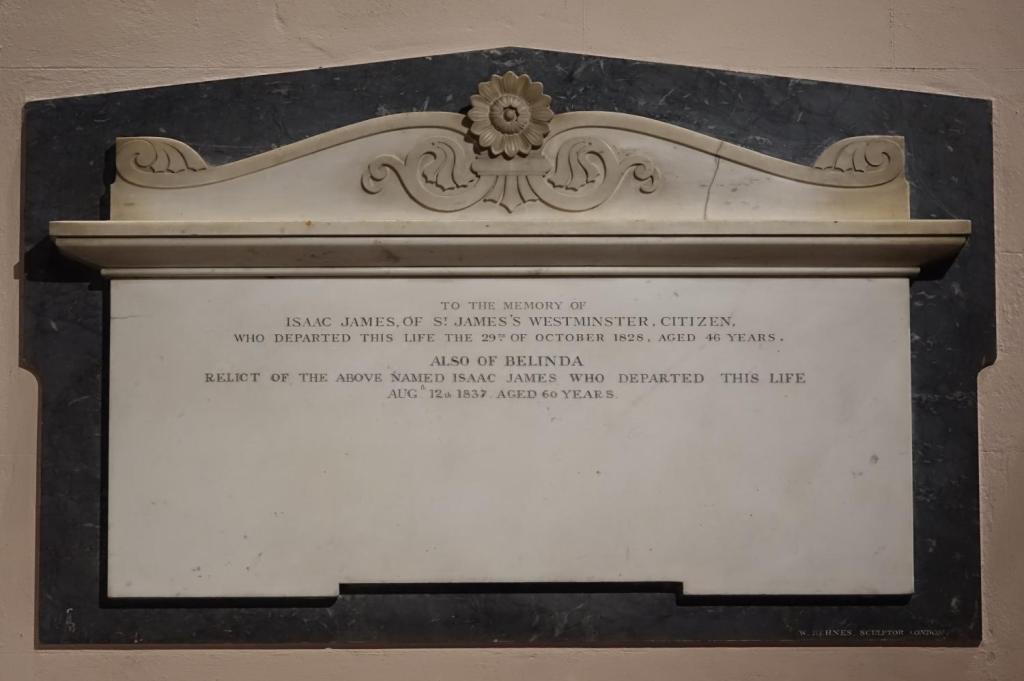 TO THE MEMORY OF
ISAAC JAMES, OF St. JAMES'S WESTMINSTER, CITIZEN,
WHO DEPARTED THIS LIFE THE 29TH OF OCTOBER 1828, AGED 46 YEARS.
ALSO OF BELINDA
RELICT OF THE ABOVE NAMED ISAAC JAMES WHO DEPARTED THIS LIFE
AUGt 12th 1837. AGED 60 YEARS.
W. BEHNES, SCULPTOR LONDON